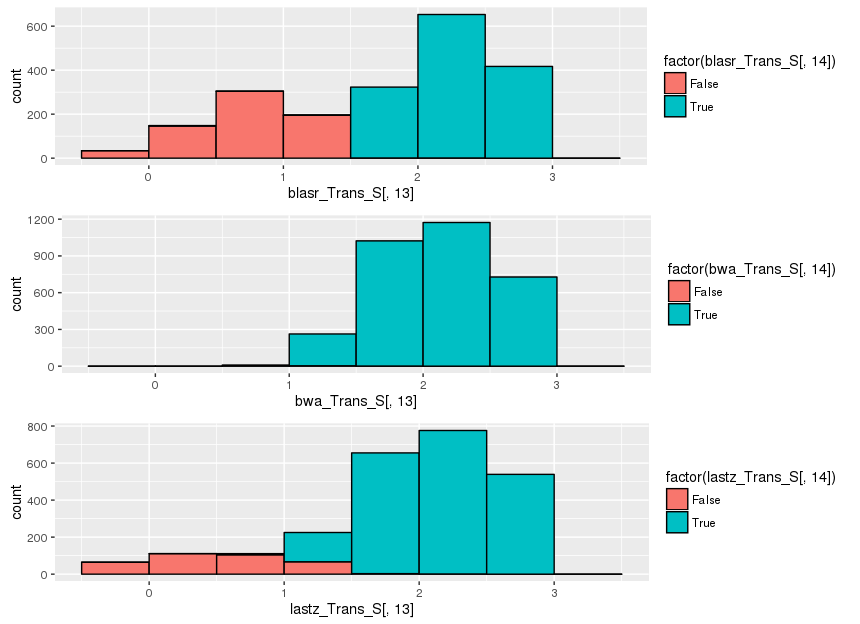 600
400
200
0
count
0 1 2 3
blasr_Trans_S[, 13]
factor(blasr_Trans_S[, 14])
False
True
1200
900
600
300
0
count
0 1 2 3
bwa_Trans_S[, 13]
factor(bwa_Trans_S[, 14])
False
True
800
600
400
200
0
count
0 1 2 3
lastz_Trans_S[, 13]
factor(lastz_Trans_S[, 14])
False
True